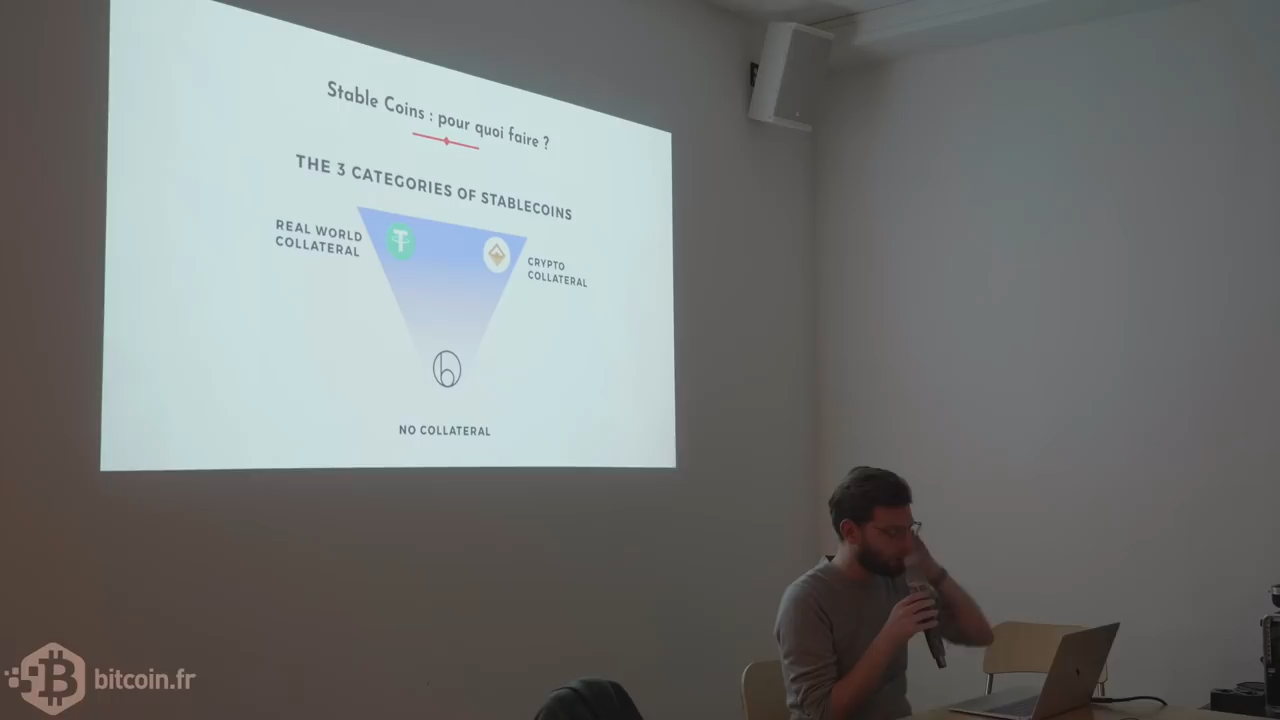 Stable Coins : pour quoi faire ?
THE 3 CATEGORIES OF STABLECOINS
REAL WORLD
COLLATERAL
CRYPTO
COLLATERAL
NO COLLATERAL
bitcoin.fr